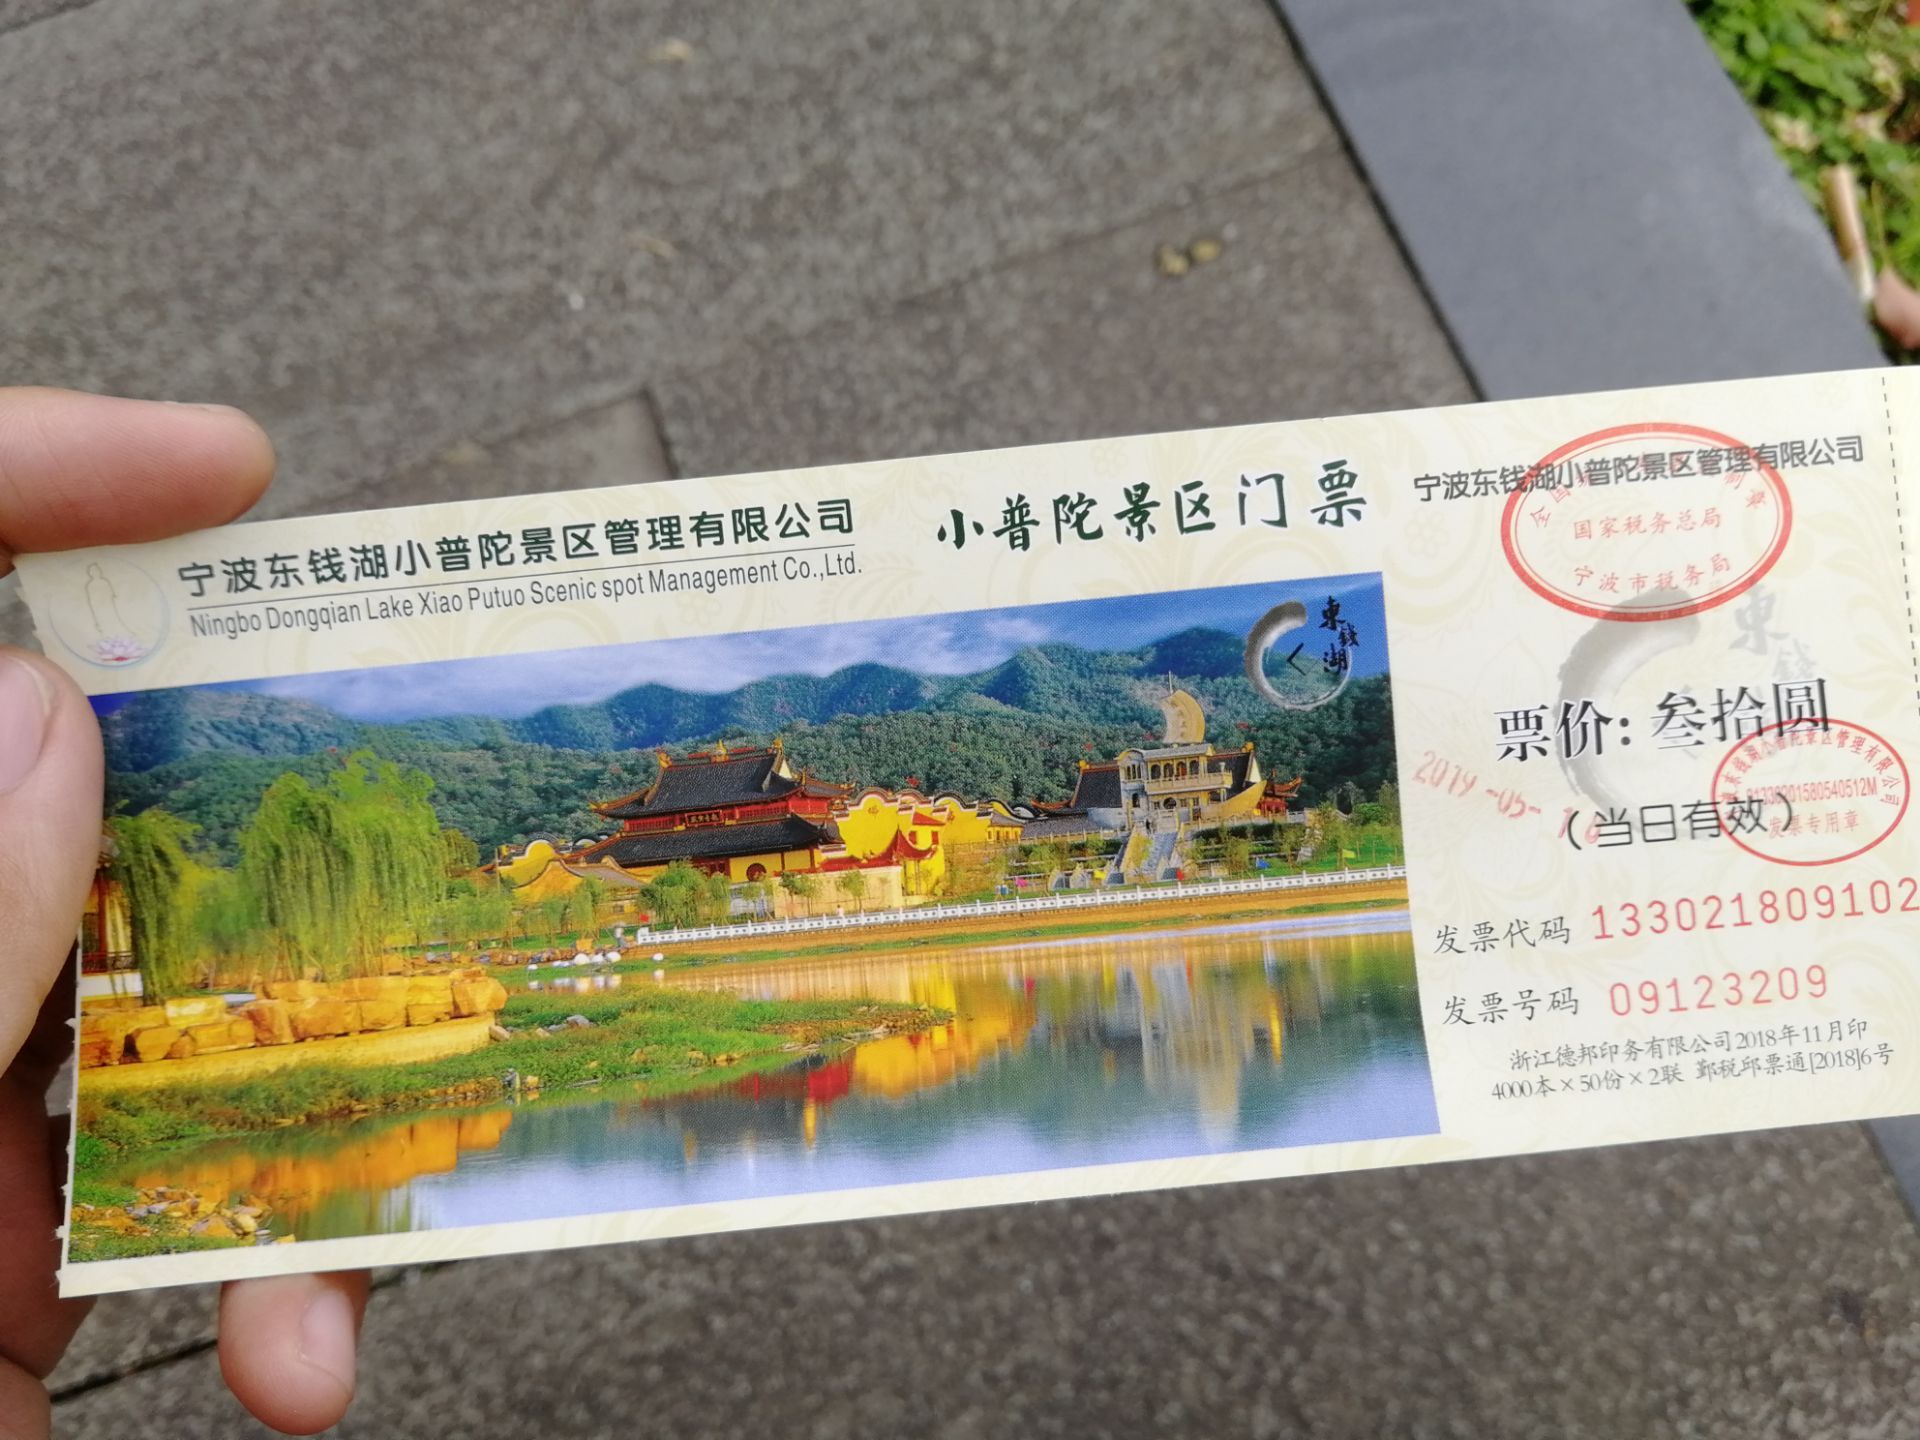 宁波东钱湖小普陀景区管理有限公司
Ningbo Dongqian Lake Xiao Putuo Scenic spot Management Co.,Ltd.
小普陀景区门票
東钱湖
宁波东钱湖小普陀景区管理有限公司
国家税务总局
宁波市税务局
東钱
票价:叁拾圆
2019-05-
(当日有效)
发票专用章
发票代码 133021809102
发票号码 09123209
浙江德邦印务有限公司2018年11月印
4000本×50份×2联 鄞税印票通[2018]6号